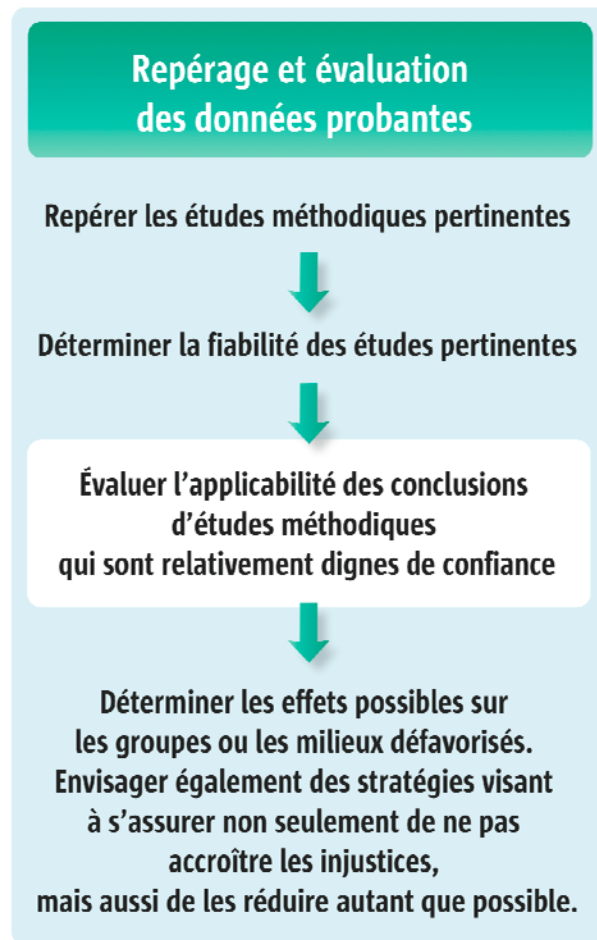 Repérage et évaluation
des données probantes
Repérer les études méthodiques pertinentes
Déterminer la fiabilité des études pertinentes
Évaluer l’applicabilité des conclusions
d’études méthodiques
qui sont relativement dignes de confiance
Déterminer les effets possibles sur
les groupes ou les milieux défavorisés.
Envisager également des stratégies visant
à s’assurer non seulement de ne pas
accroître les injustices,
mais aussi de les réduire autant que possible.